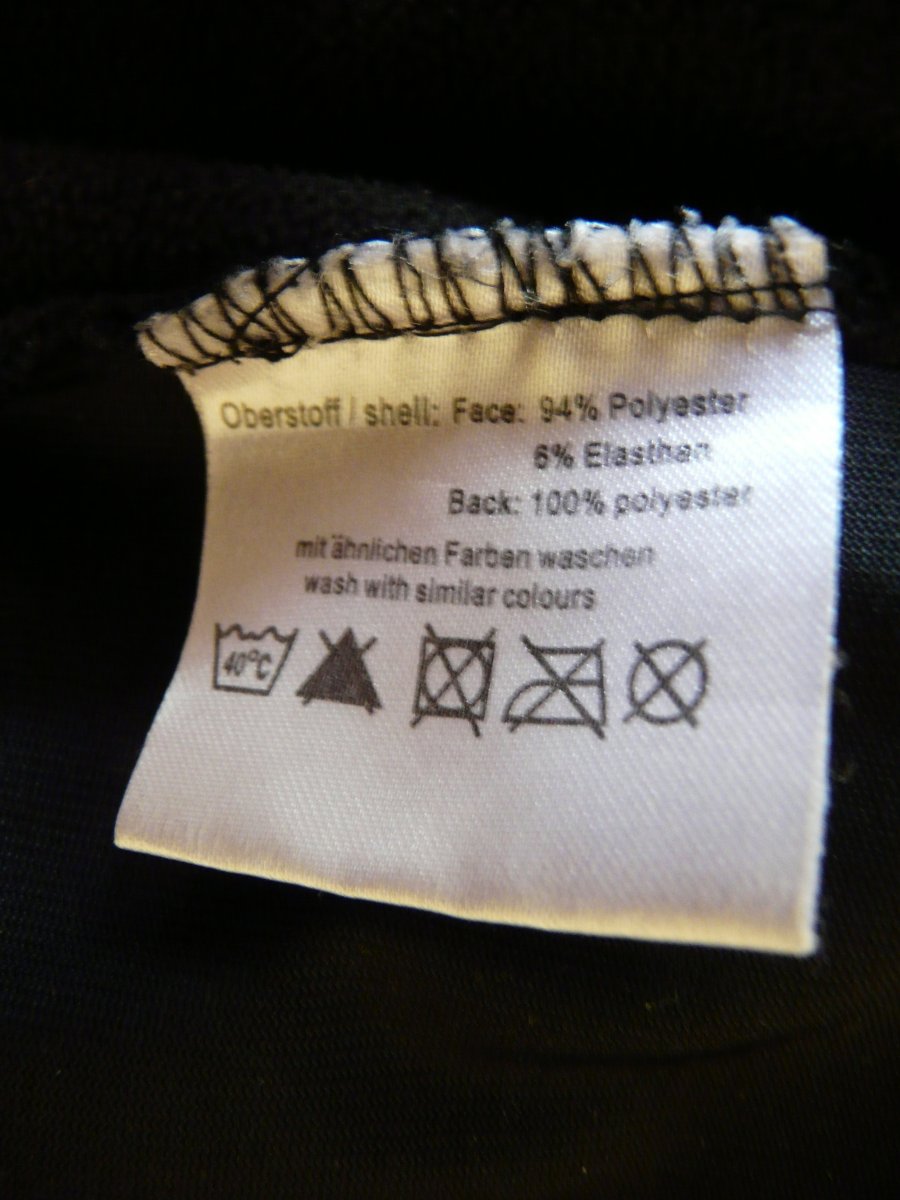 Oberstoff / shell: Face: 94% Polyester
6% Elasthan
Back: 100% polyester
mit ähnlichen Farben waschen
wash with similar colours
40°C